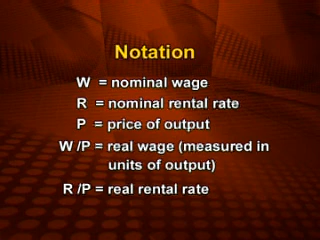 Notation
W = nominal wage
R = nominal rental rate
P = price of output
W /P = real wage (measured in
units of output)
R /P = real rental rate